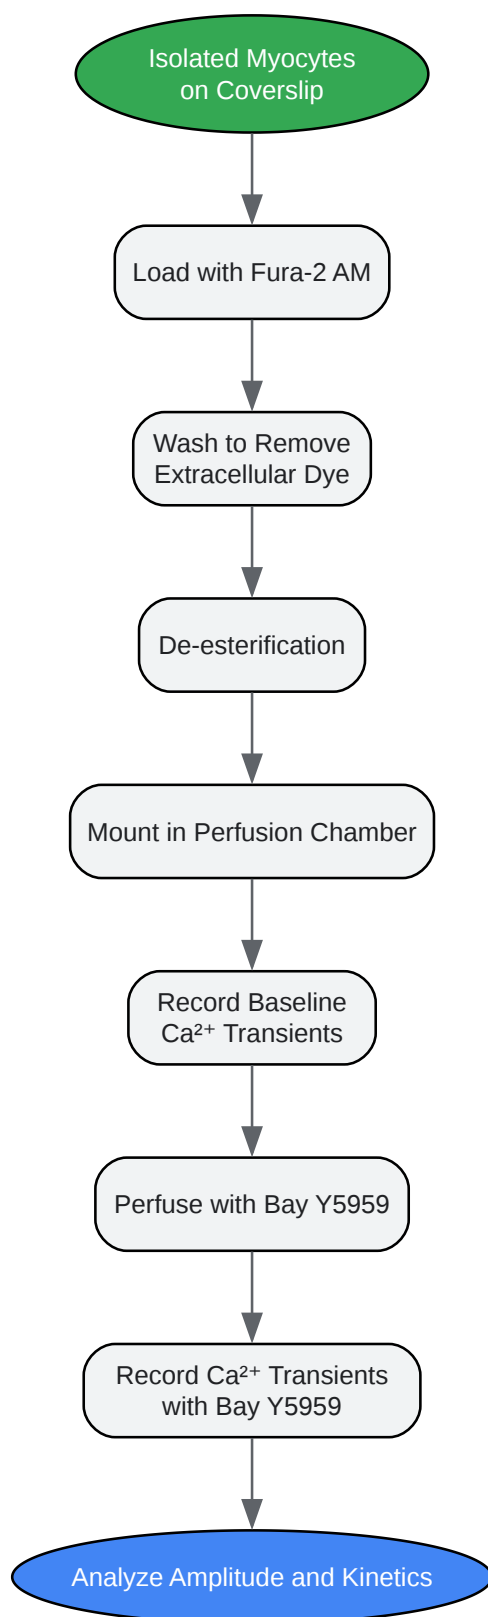 Isolated Myocytes
on Coverslip
Load with Fura-2 AM
Wash to Remove
Extracellular Dye
De-esterification
Mount in Perfusion Chamber
Record Baseline
Ca²⁺ Transients
Perfuse with Bay Y5959
Record Ca²⁺ Transients
with Bay Y5959
Analyze Amplitude and Kinetics